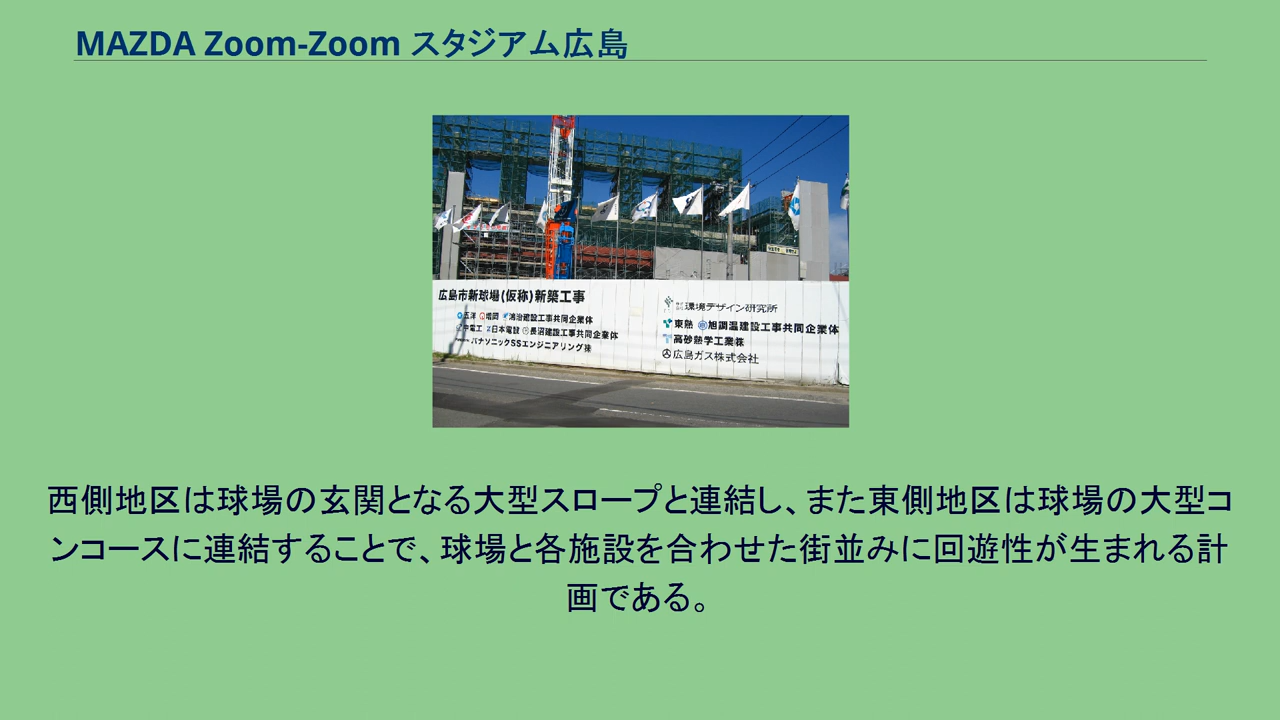 MAZDA Zoom-Zoom スタジアム広島
広島市新球場(仮称)新築工事
五洋 増岡 鴻治建設工事共同企業体
中電工 日本電設 長沼建設工事共同企業体
パナソニックSSエンジニアリング㈱
環境デザイン研究所
東熱 旭調温建設工事共同企業体
高砂熱学工業㈱
広島ガス株式会社
西側地区は球場の玄関となる大型スロープと連結し、また東側地区は球場の大型コ
ンコースに連結することで、球場と各施設を合わせた街並みに回遊性が生まれる計
画である。